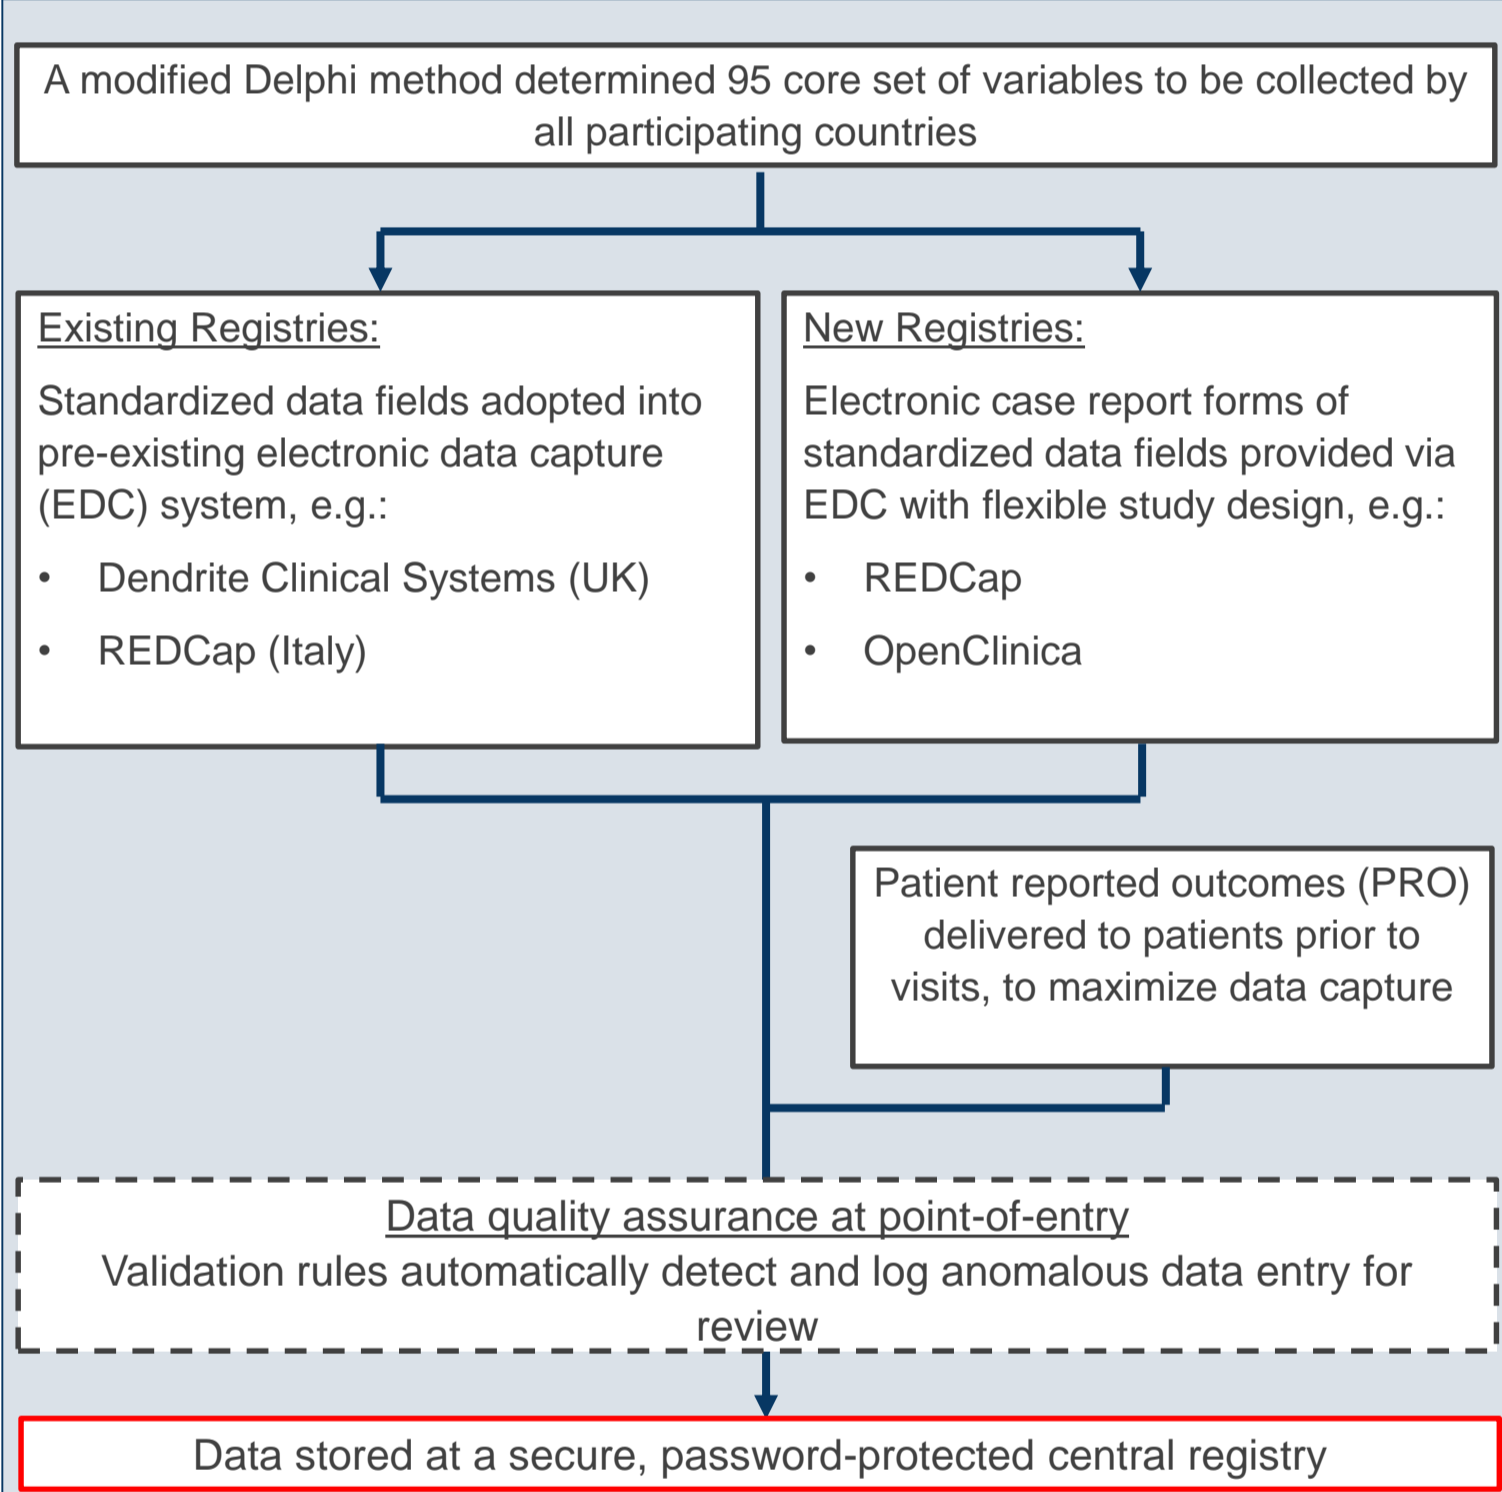 A modified Delphi method determined 95 core set of variables to be collected by
all participating countries
Existing Registries:
Standardized data fields adopted into
pre-existing electronic data capture
(EDC) system, e.g.:
• Dendrite Clinical Systems (UK)
• REDCap (Italy)
New Registries:
Electronic case report forms of
standardized data fields provided via
EDC with flexible study design, e.g.:
• REDCap
• OpenClinica
Patient reported outcomes (PRO)
delivered to patients prior to
visits, to maximize data capture
Data quality assurance at point-of-entry
Validation rules automatically detect and log anomalous data entry for
review
Data stored at a secure, password-protected central registry